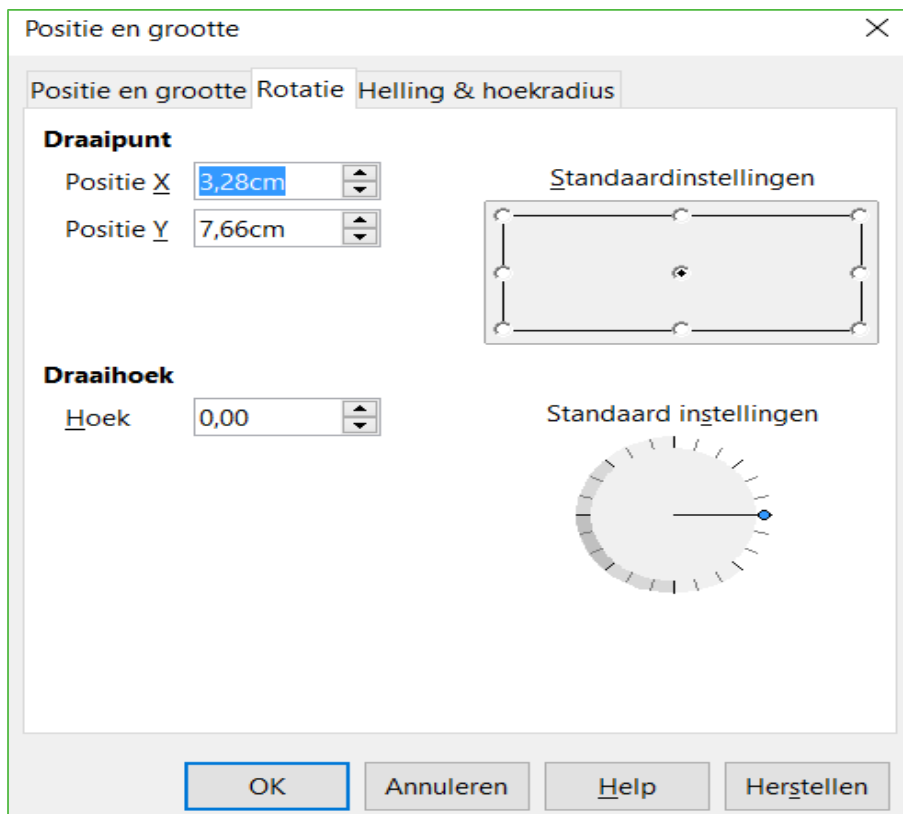 Positie en grootte
Positie en grootte Rotatie Helling & hoekradius
Draaipunt
Positie X 3,28cm
Standaardinstellingen
Positie Y 7,66cm
Draaihoek
Hoek 0,00
Standaard instellingen
OK Annuleren Help Herstellen